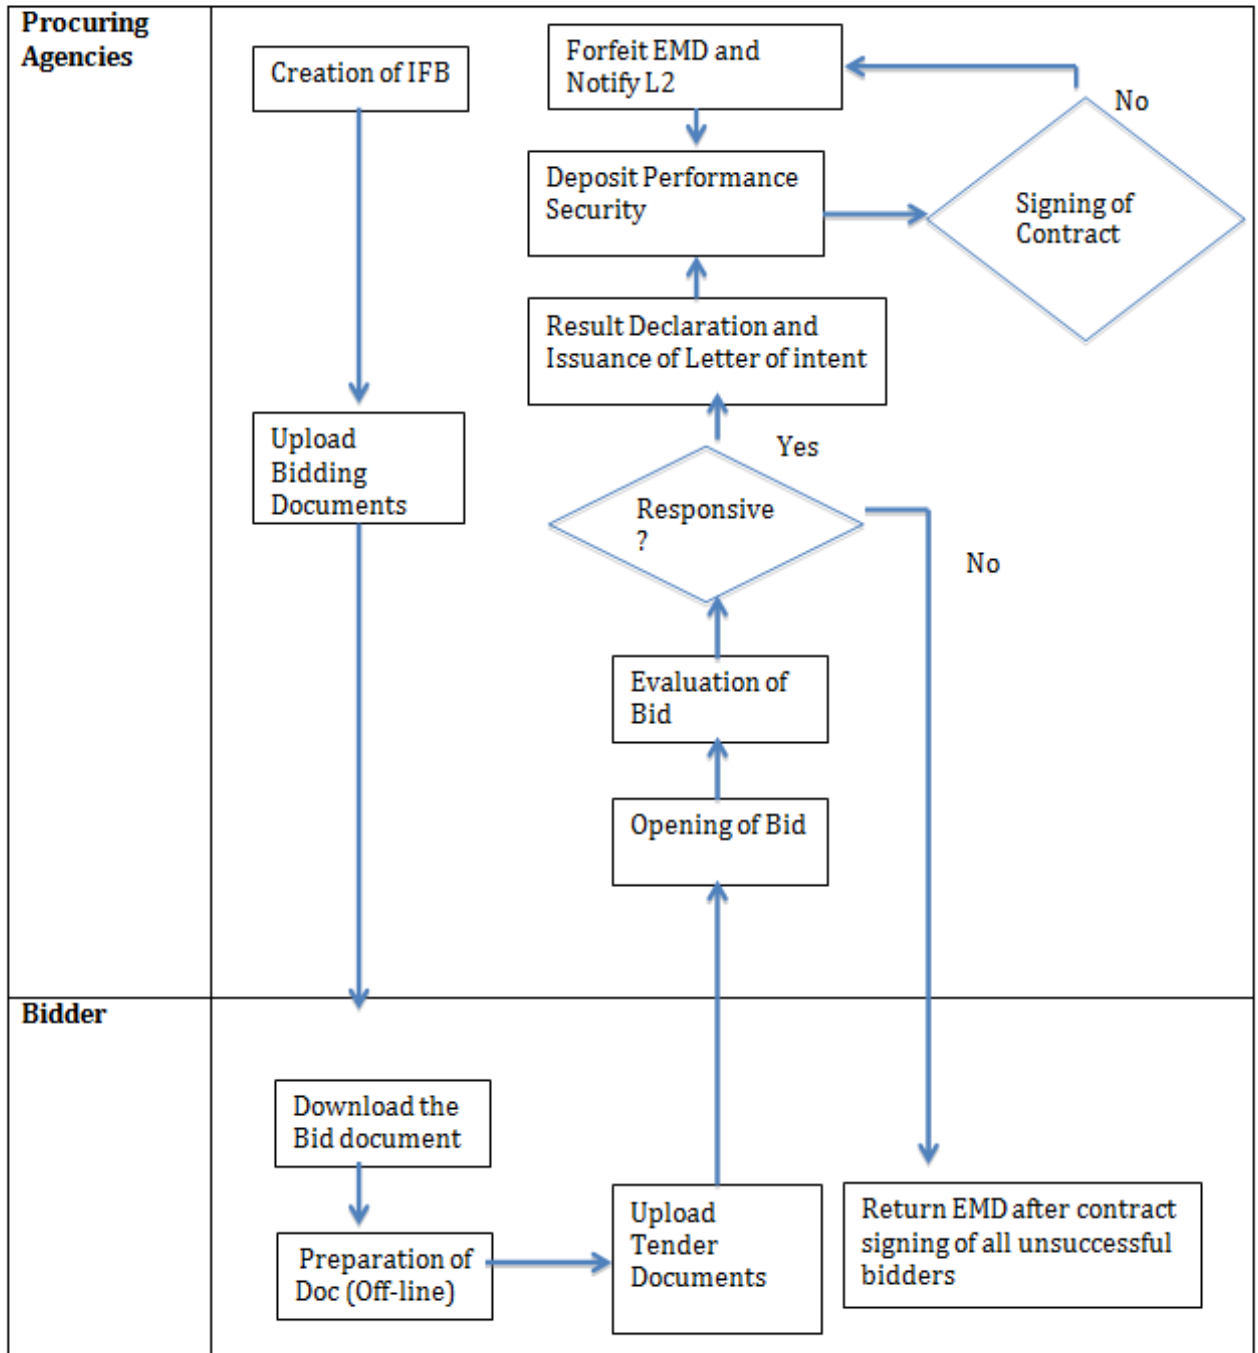 Procuring
Agencies
Creation of IFB
Forfeit EMD and
Notify L2
No
Deposit Performance
Security
Signing of
Contract
Result Declaration and
Issuance of Letter of intent
Upload
Bidding
Documents
Yes
Responsive
?
No
Evaluation of
Bid
Opening of Bid
Bidder
Download the
Bid document
Preparation of
Doc (Off-line)
Upload
Tender
Documents
Return EMD after contract
signing of all unsuccessful
bidders